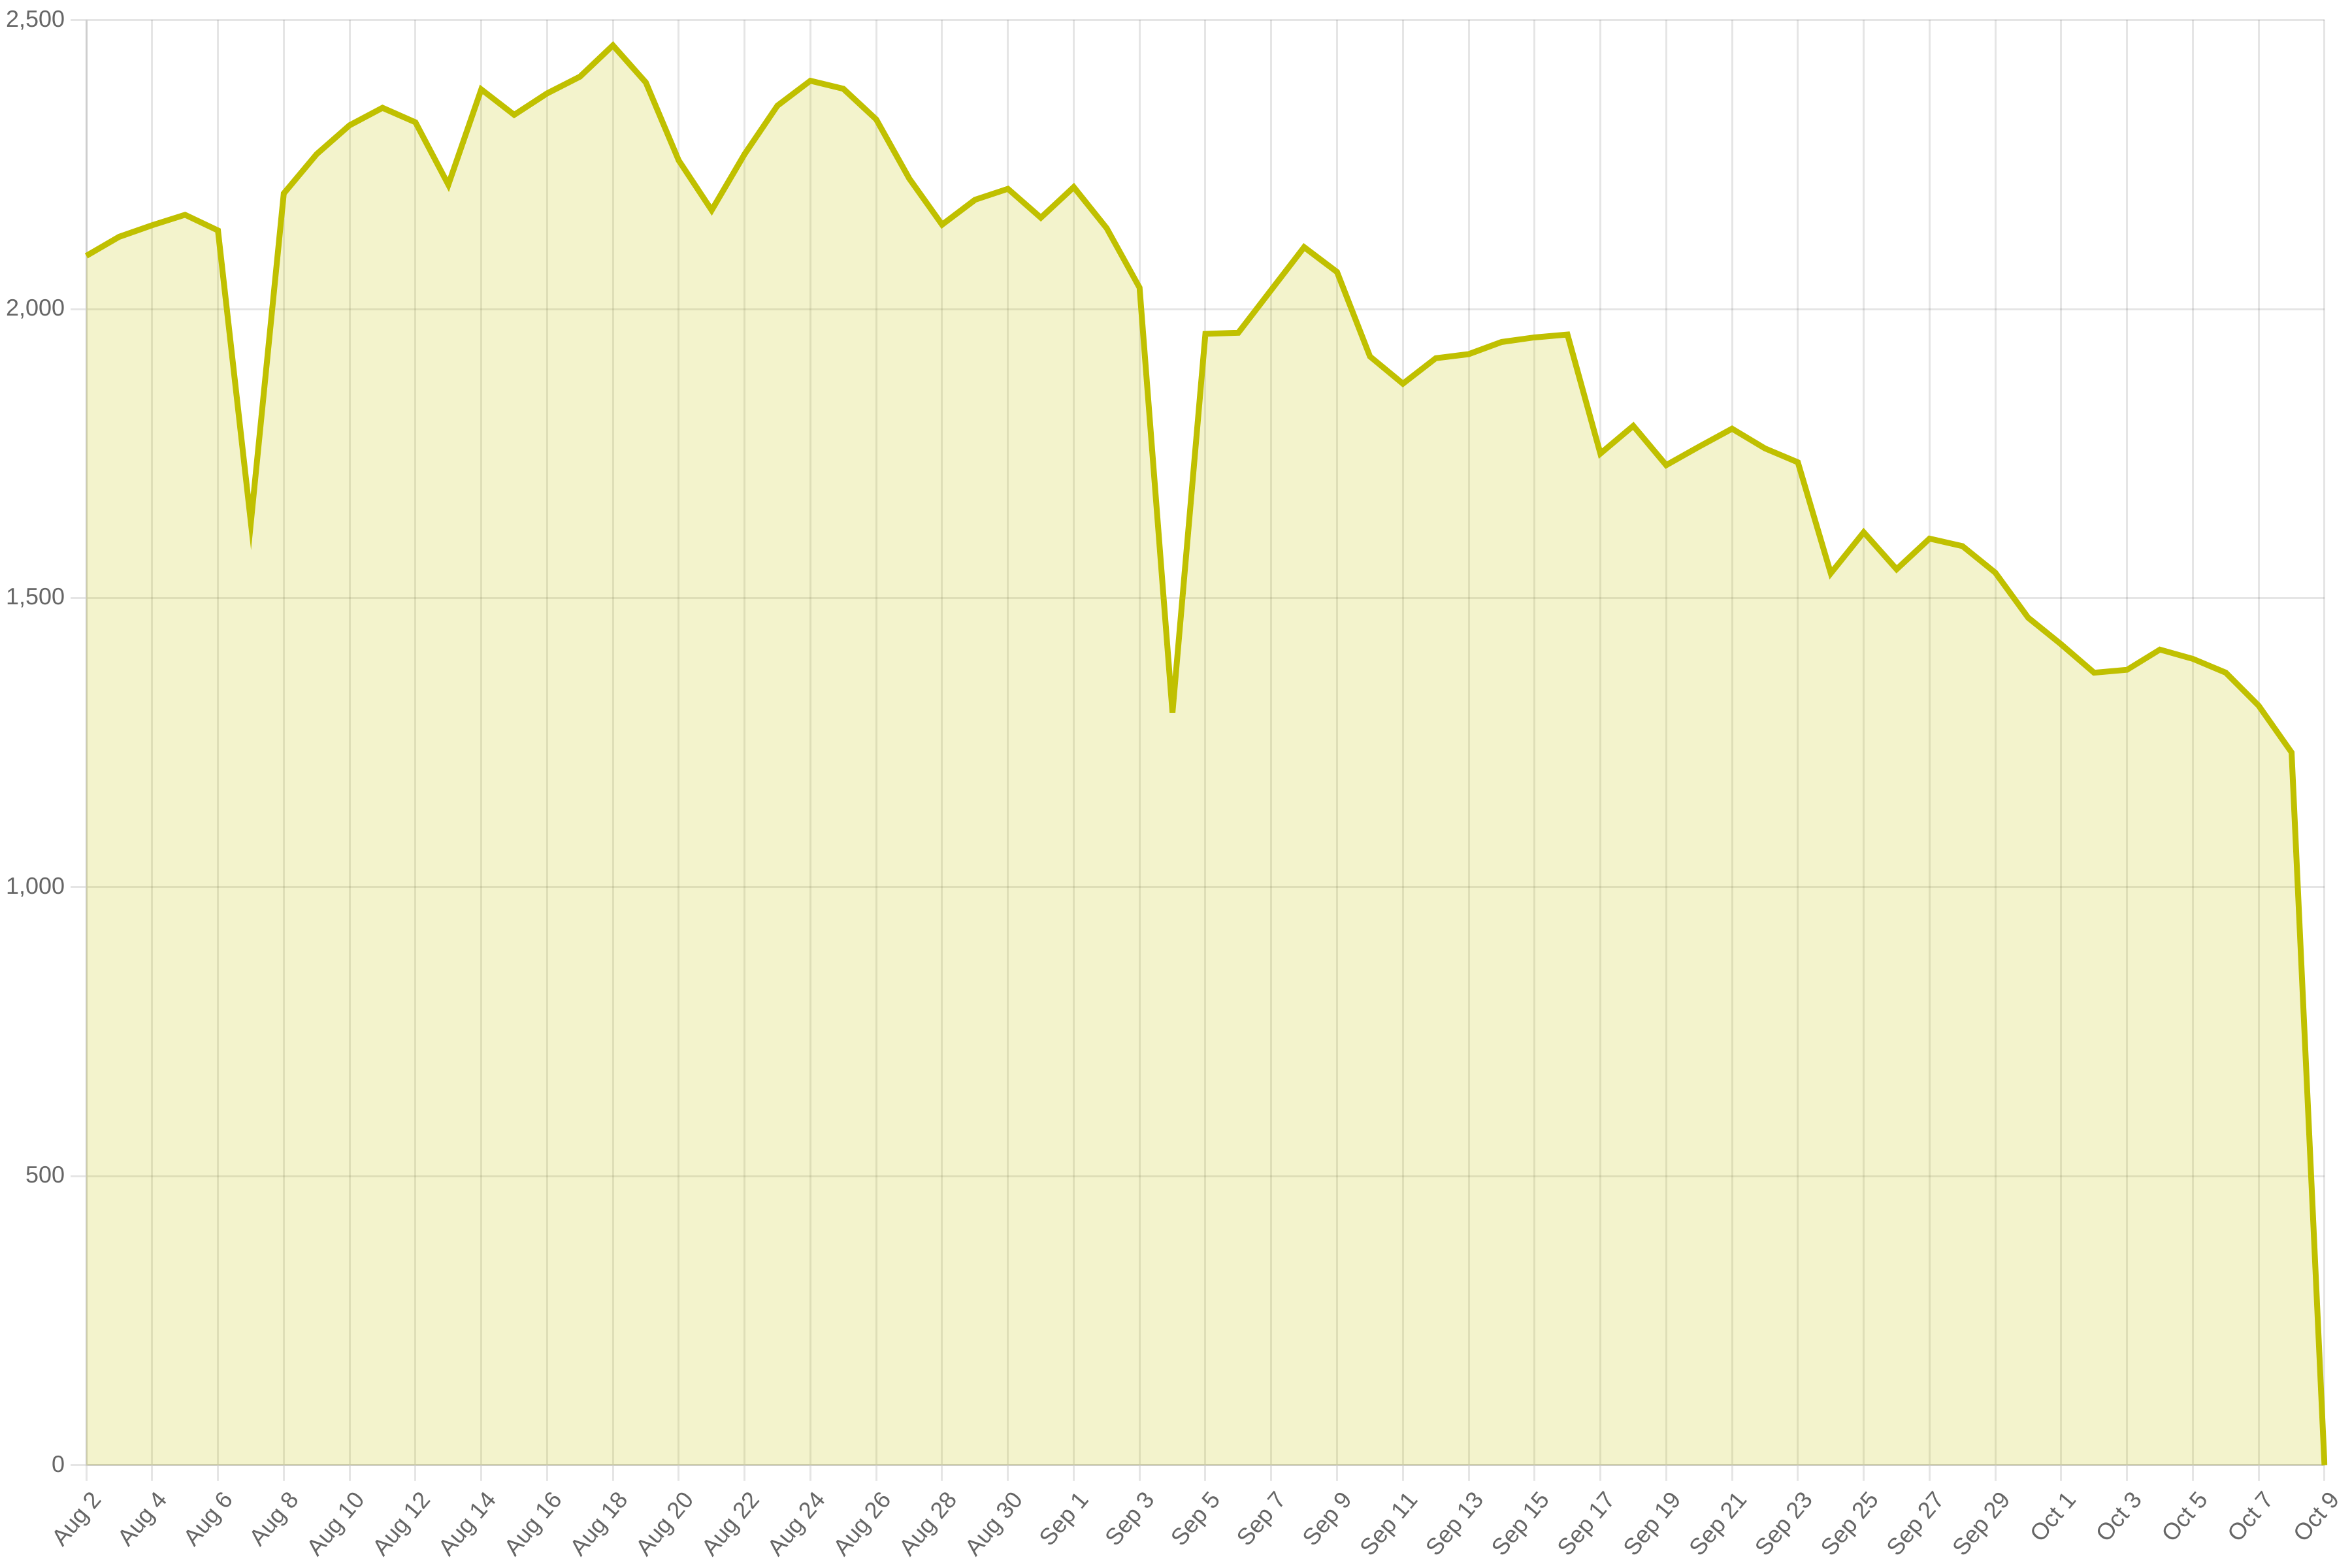 2,500
2,000
1,500
1,000
500
0
Aug 2
Aug 4
Aug 6
Aug 8
Aug 10
Aug 12
Aug 14
Aug 16
Aug 18
Aug 20
Aug 22
Aug 24
Aug 26
Aug 28
Aug 30
Sep 1
Sep 3
Sep 5
Sep 7
Sep 9
Sep 11
Sep 13
Sep 15
Sep 17
Sep 19
Sep 21
Sep 23
Sep 25
Sep 27
Sep 29
Oct 1
Oct 3
Oct 5
Oct 7
Oct 9